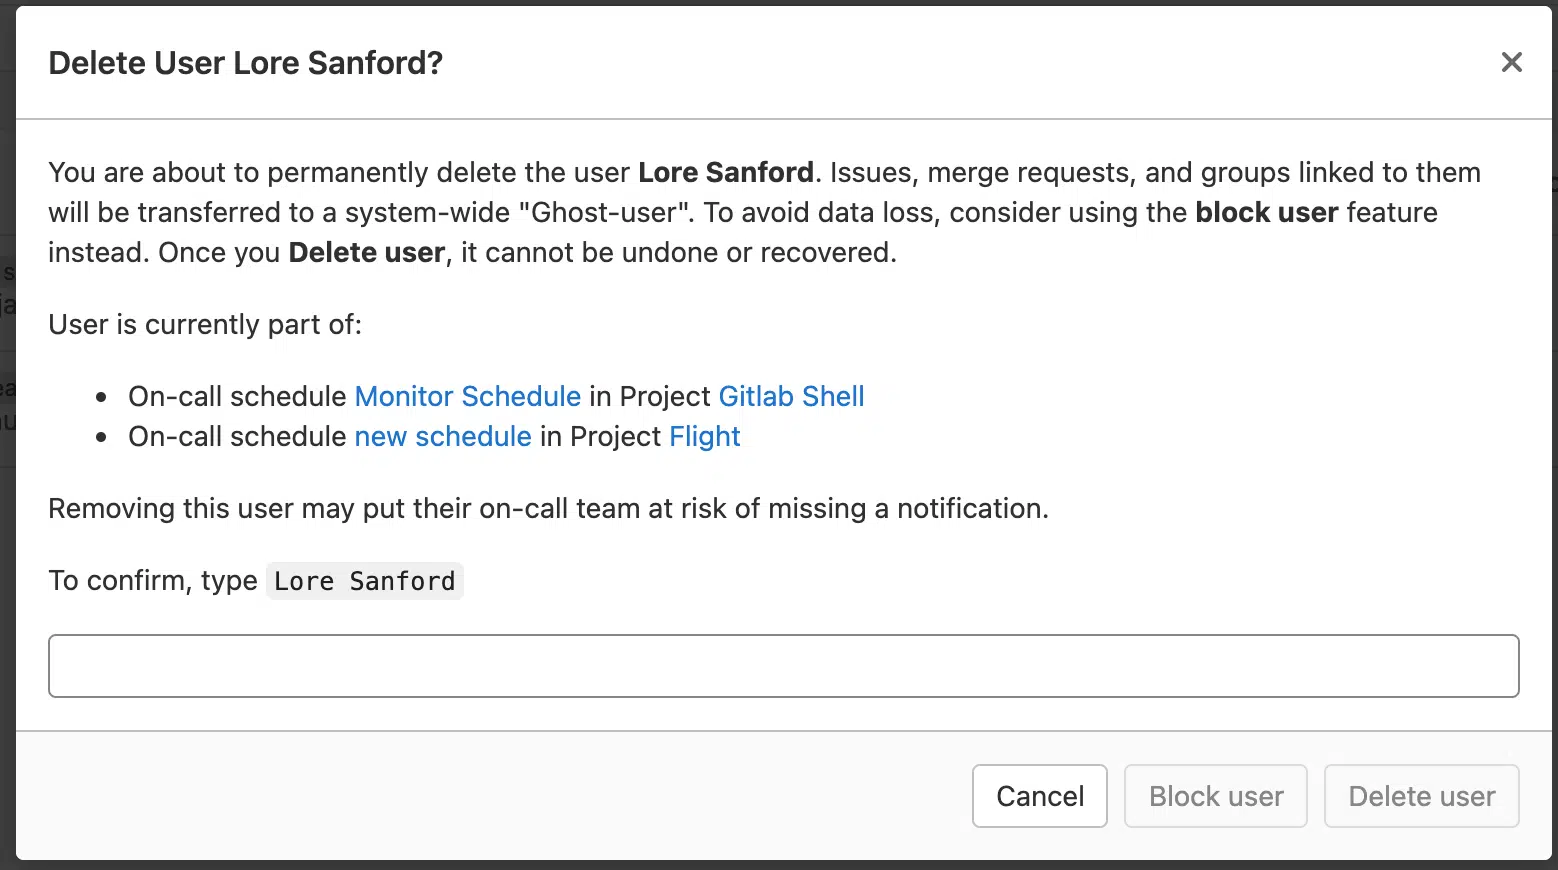 Delete User Lore Sanford?
You are about to permanently delete the user Lore Sanford. Issues, merge requests, and groups linked to them
will be transferred to a system-wide "Ghost-user". To avoid data loss, consider using the block user feature
instead. Once you Delete user, it cannot be undone or recovered.
User is currently part of:
• On-call schedule Monitor Schedule in Project Gitlab Shell
• On-call schedule new schedule in Project Flight
Removing this user may put their on-call team at risk of missing a notification.
To confirm, type Lore Sanford
Cancel
Block user
Delete user